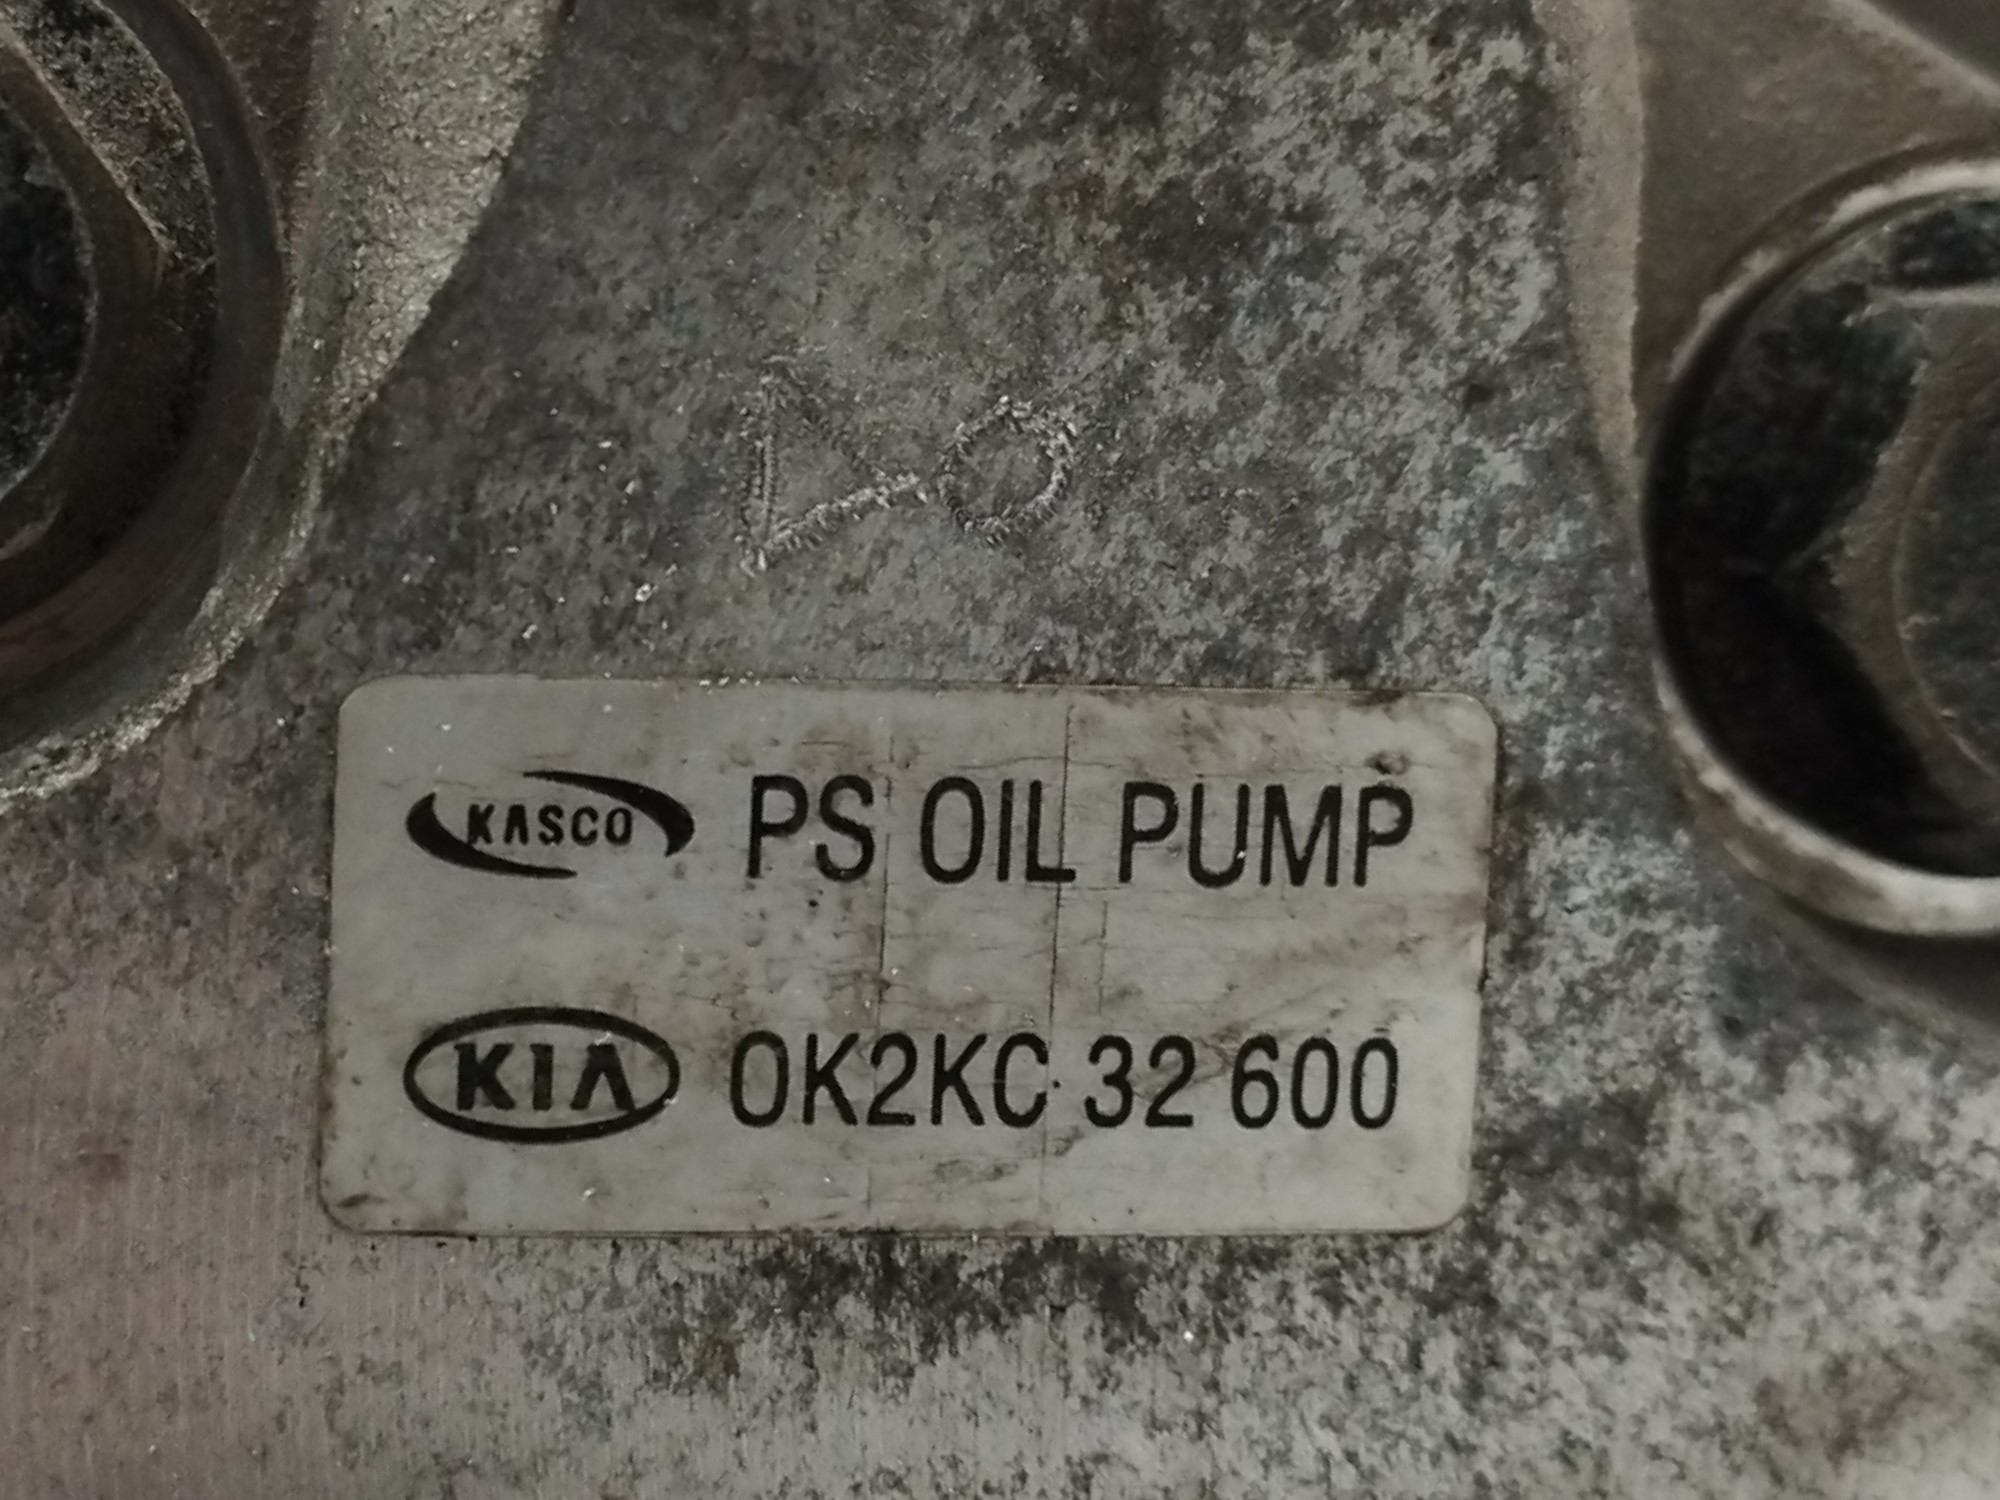 KASCO PS OIL PUMP
KIA 0K2KC 32 600